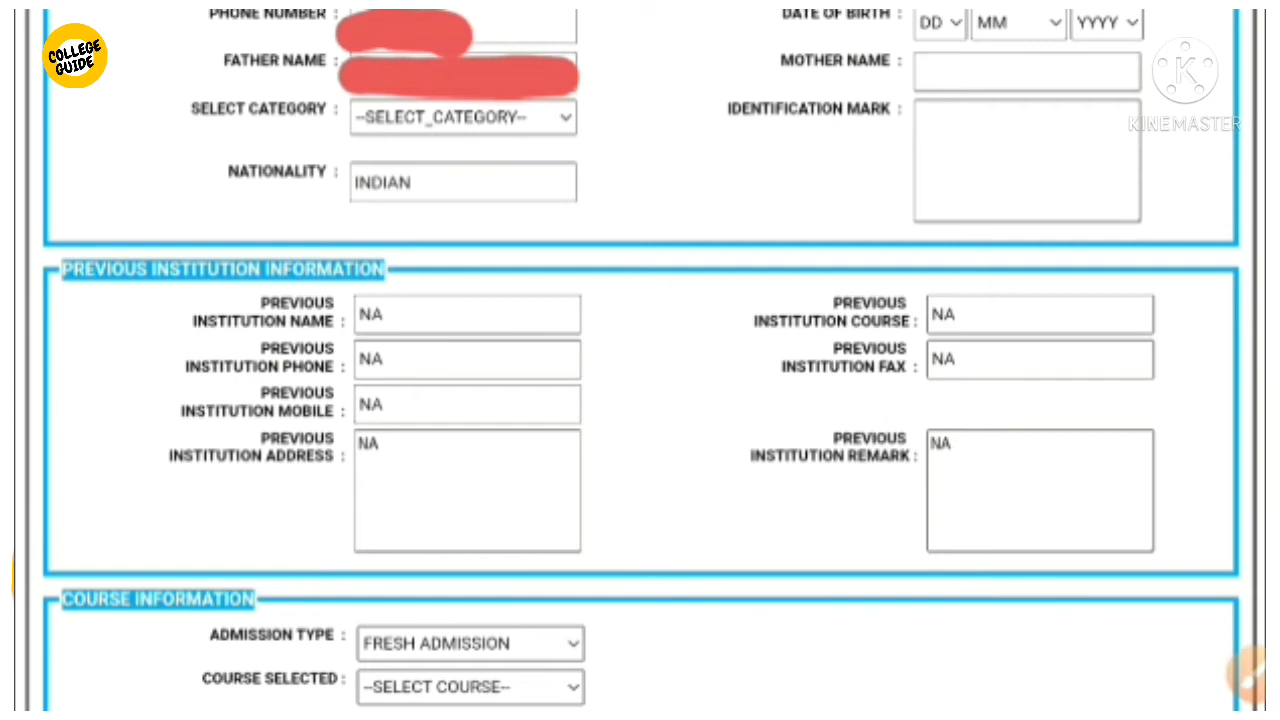 PHONE NUMBER :
DATE OF BIRTH :
DD
MM
YYYY
COLLEGE
GUIDE
FATHER NAME :
MOTHER NAME :
K
KINEMASTER
SELECT CATEGORY :
--SELECT_CATEGORY--
IDENTIFICATION MARK :
NATIONALITY :
INDIAN
PREVIOUS INSTITUTION INFORMATION
PREVIOUS
INSTITUTION NAME :
NA
PREVIOUS
INSTITUTION COURSE :
NA
PREVIOUS
INSTITUTION PHONE :
NA
PREVIOUS
INSTITUTION FAX :
NA
PREVIOUS
INSTITUTION MOBILE :
NA
PREVIOUS
INSTITUTION ADDRESS :
NA
PREVIOUS
INSTITUTION REMARK :
NA
COURSE INFORMATION
ADMISSION TYPE :
FRESH ADMISSION
COURSE SELECTED :
--SELECT COURSE--